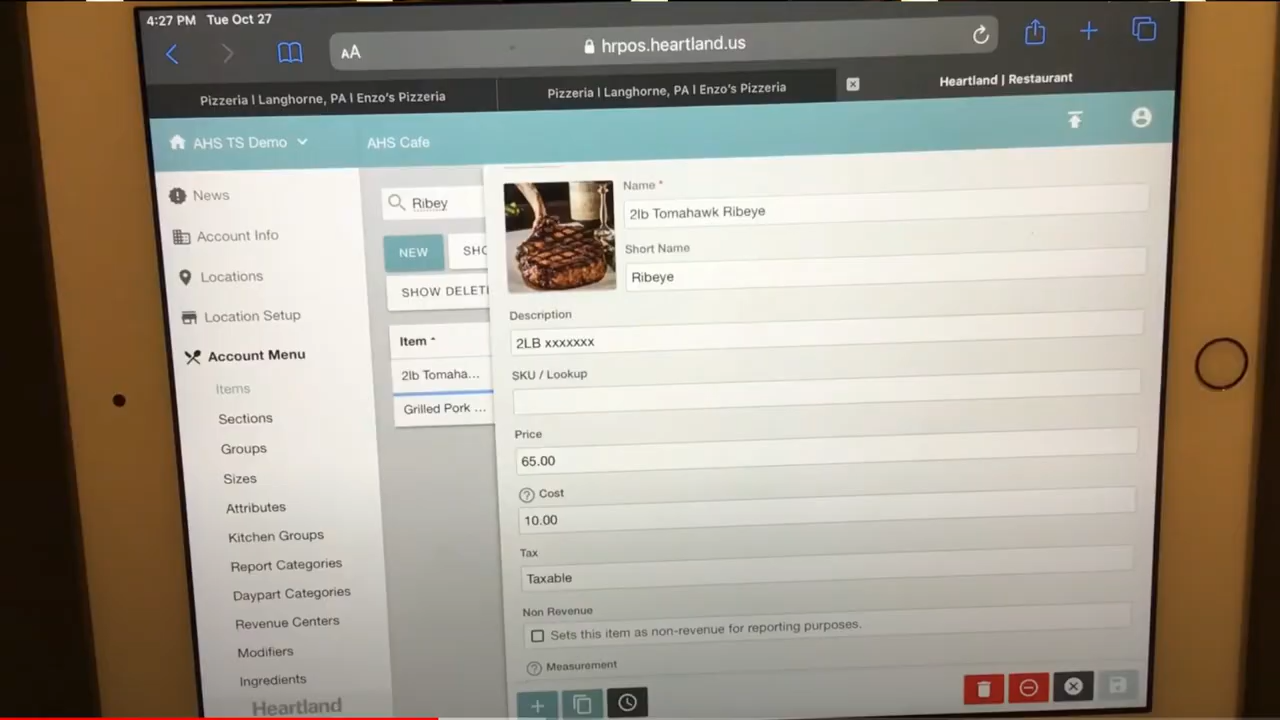 4:27 PM Tue Oct 27
AA
hrpos.heartland.us
Pizzeria | Langhorne, PA | Enzo's Pizzeria
Pizzeria | Langhorne, PA | Enzo's Pizzeria
Heartland | Restaurant
AHS TS Demo
AHS Cafe
News
Account Info
Locations
Location Setup
Account Menu
Items
Sections
Groups
Sizes
Attributes
Kitchen Groups
Report Categories
Daypart Categories
Revenue Centers
Modifiers
Ingredients
Heartland
Ribey
NEW
SHO
SHOW DELETI
Item
2lb Tomaha...
Grilled Pork ...
Name *
2lb Tomahawk Ribeye
Short Name
Ribeye
Description
2LB xxxxxxx
SKU / Lookup
Price
65.00
Cost
10.00
Tax
Taxable
Non Revenue
Sets this item as non-revenue for reporting purposes.
Measurement